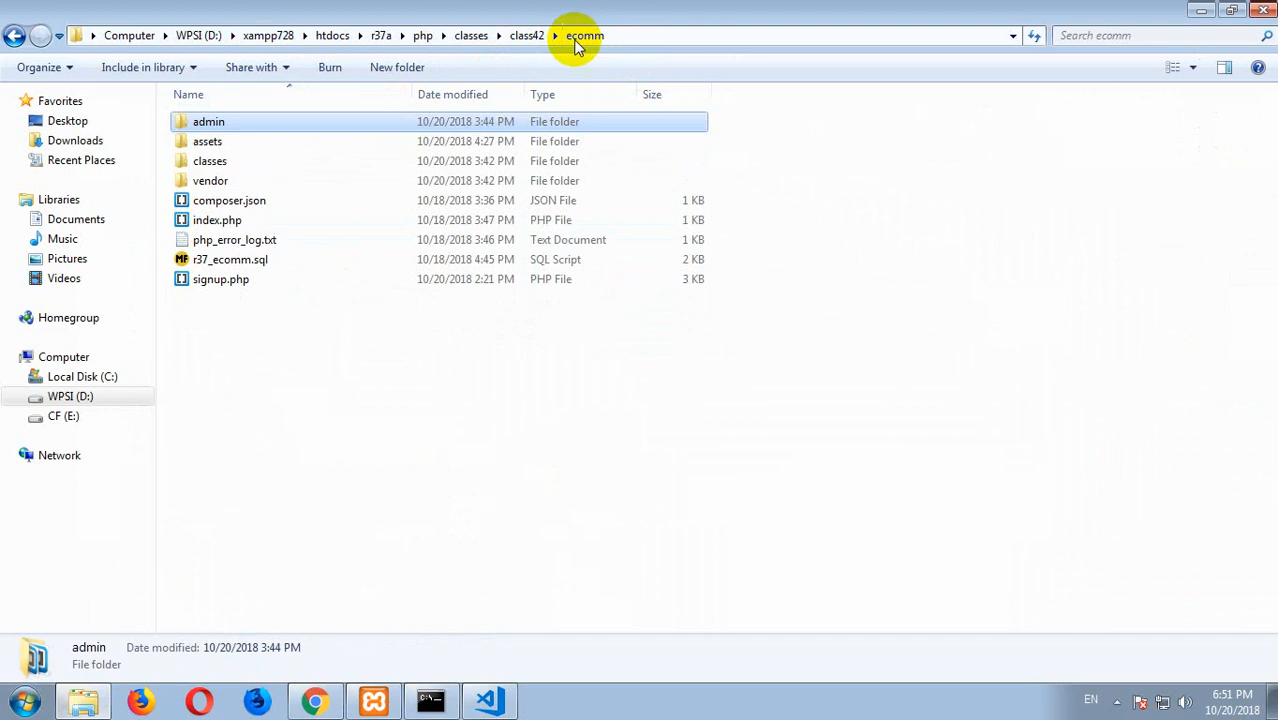 Computer WPSI (D:) xampp728 htdocs r37a php classes class42 ecomm Search ecomm
Organize Include in library Share with Burn New folder
Name Date modified Type Size
Favorites
Desktop
Downloads
Recent Places
Libraries
Documents
Music
Pictures
Videos
Homegroup
Computer
Local Disk (C:)
WPSI (D:)
CF (E:)
Network
admin 10/20/2018 3:44 PM File folder
assets 10/20/2018 4:27 PM File folder
classes 10/20/2018 3:42 PM File folder
vendor 10/20/2018 3:42 PM File folder
composer.json 10/18/2018 3:36 PM JSON File 1 KB
index.php 10/18/2018 3:47 PM PHP File 1 KB
php_error_log.txt 10/18/2018 3:46 PM Text Document 1 KB
r37_ecomm.sql 10/18/2018 4:45 PM SQL Script 2 KB
signup.php 10/20/2018 2:21 PM PHP File 3 KB
admin Date modified: 10/20/2018 3:44 PM
File folder
EN 6:51 PM
10/20/2018